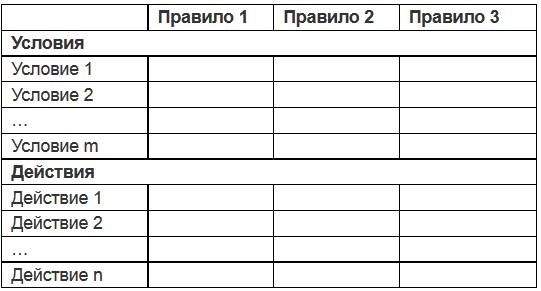 Правило 1 Правило 2 Правило 3
Условия
Условие 1
Условие 2
…
Условие m
Действия
Действие 1
Действие 2
…
Действие n